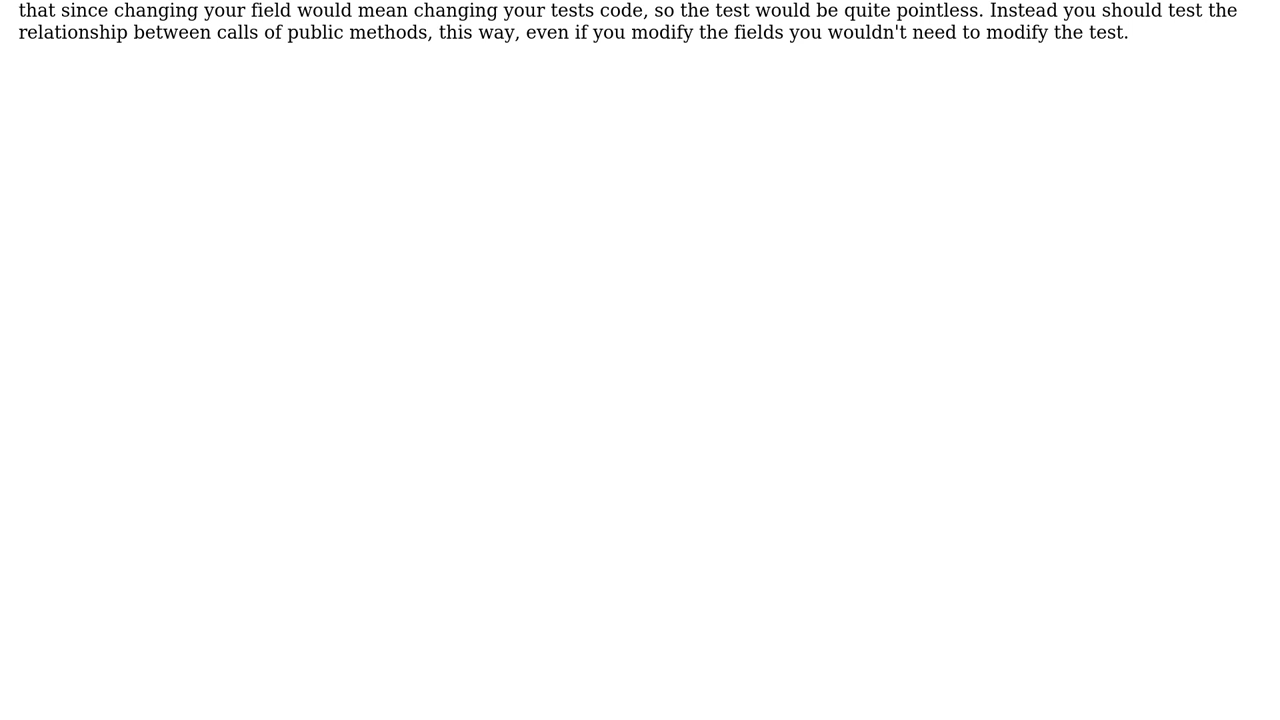 that since changing your field would mean changing your tests code, so the test would be quite pointless. Instead you should test the
relationship between calls of public methods, this way, even if you modify the fields you wouldn't need to modify the test.